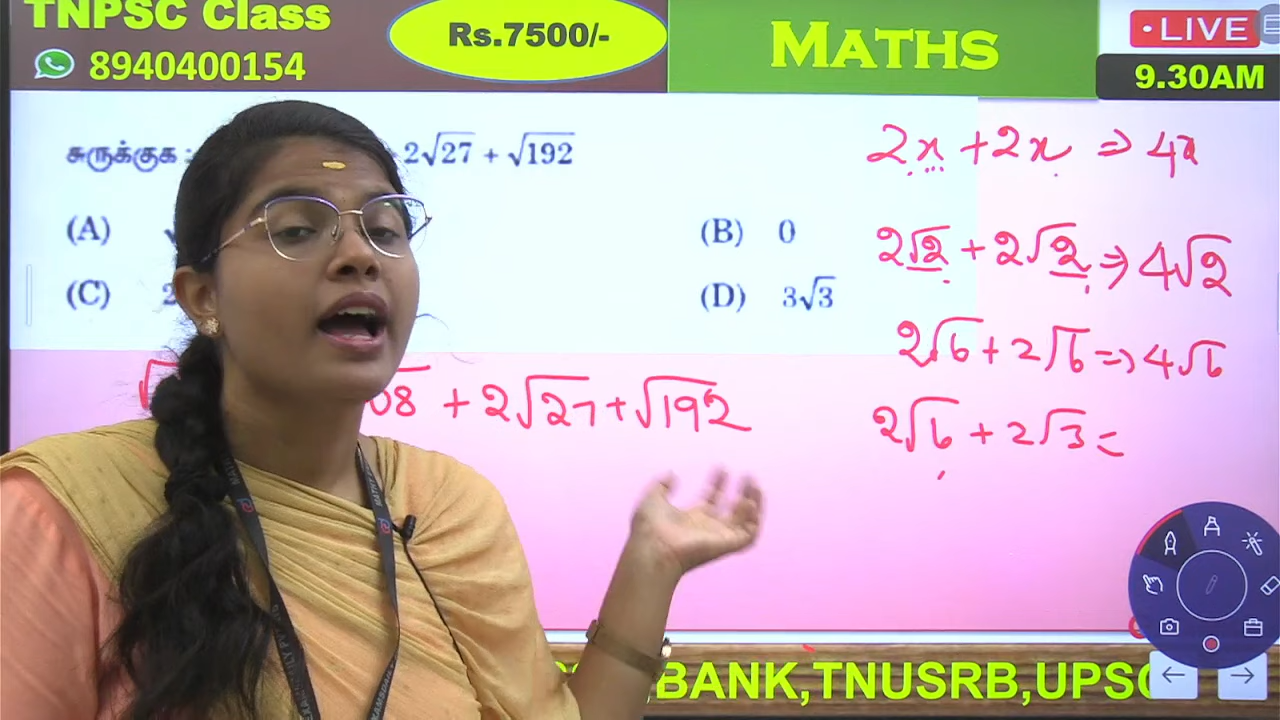 TNPSC Class
8940400154
Rs.7500/-
MATHS
LIVE
9.30AM
சுருக்குக : 2√27 + √192
(A)
(B) 0
(C) 2
(D) 3√3
2x + 2x ⇒ 4x
2√2 + 2√2 ⇒ 4√2
2√6 + 2√6 ⇒ 4√6
2√6 + 2√3 =
08 + 2√27 + √192
BANK,TNUSRB,UPSC